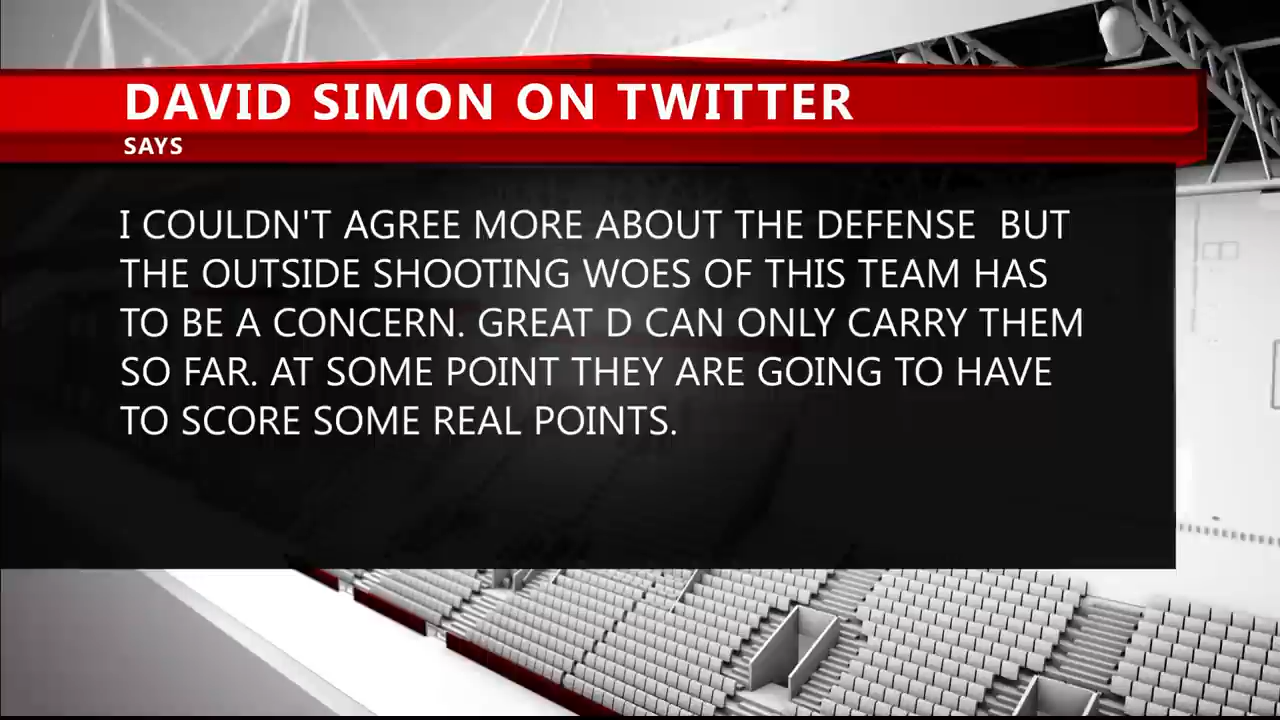 DAVID SIMON ON TWITTER
SAYS
I COULDN'T AGREE MORE ABOUT THE DEFENSE  BUT
THE OUTSIDE SHOOTING WOES OF THIS TEAM HAS
TO BE A CONCERN. GREAT D CAN ONLY CARRY THEM
SO FAR. AT SOME POINT THEY ARE GOING TO HAVE
TO SCORE SOME REAL POINTS.